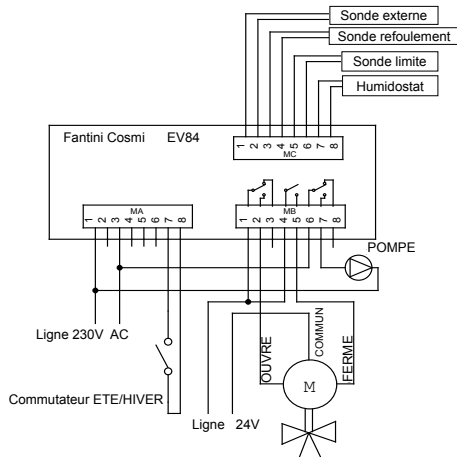 Sonde externe
Sonde refoulement
Sonde limite
Humidostat
Fantini Cosmi EV84
1 2 3 4 5 6 7 8
MC
MA
1 2 3 4 5 6 7 8
MB
1 2 3 4 5 6 7 8
POMPE
Ligne 230V AC
OUVRE
COMMUN
FERME
M
Commutateur ETE/HIVER
Ligne 24V